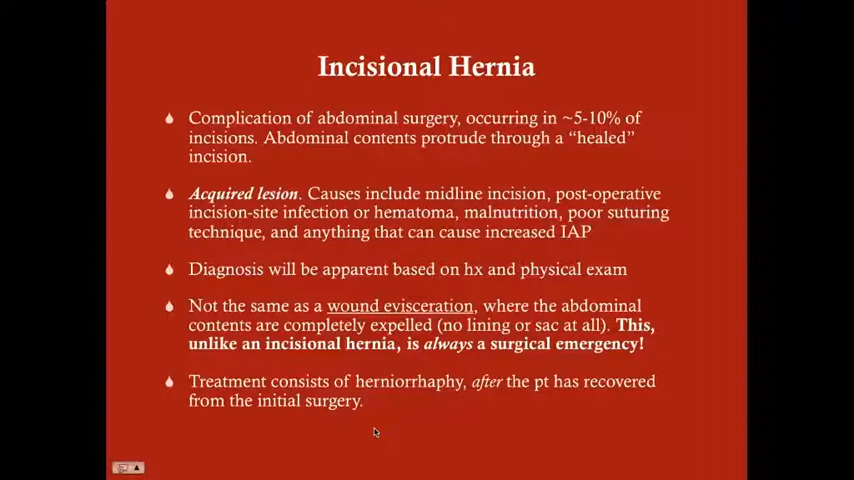 Incisional Hernia
Complication of abdominal surgery, occurring in ~5-10% of
incisions. Abdominal contents protrude through a “healed”
incision.
Acquired lesion. Causes include midline incision, post-operative
incision-site infection or hematoma, malnutrition, poor suturing
technique, and anything that can cause increased IAP
Diagnosis will be apparent based on hx and physical exam
Not the same as a wound evisceration, where the abdominal
contents are completely expelled (no lining or sac at all). This,
unlike an incisional hernia, is always a surgical emergency!
Treatment consists of herniorrhaphy, after the pt has recovered
from the initial surgery.